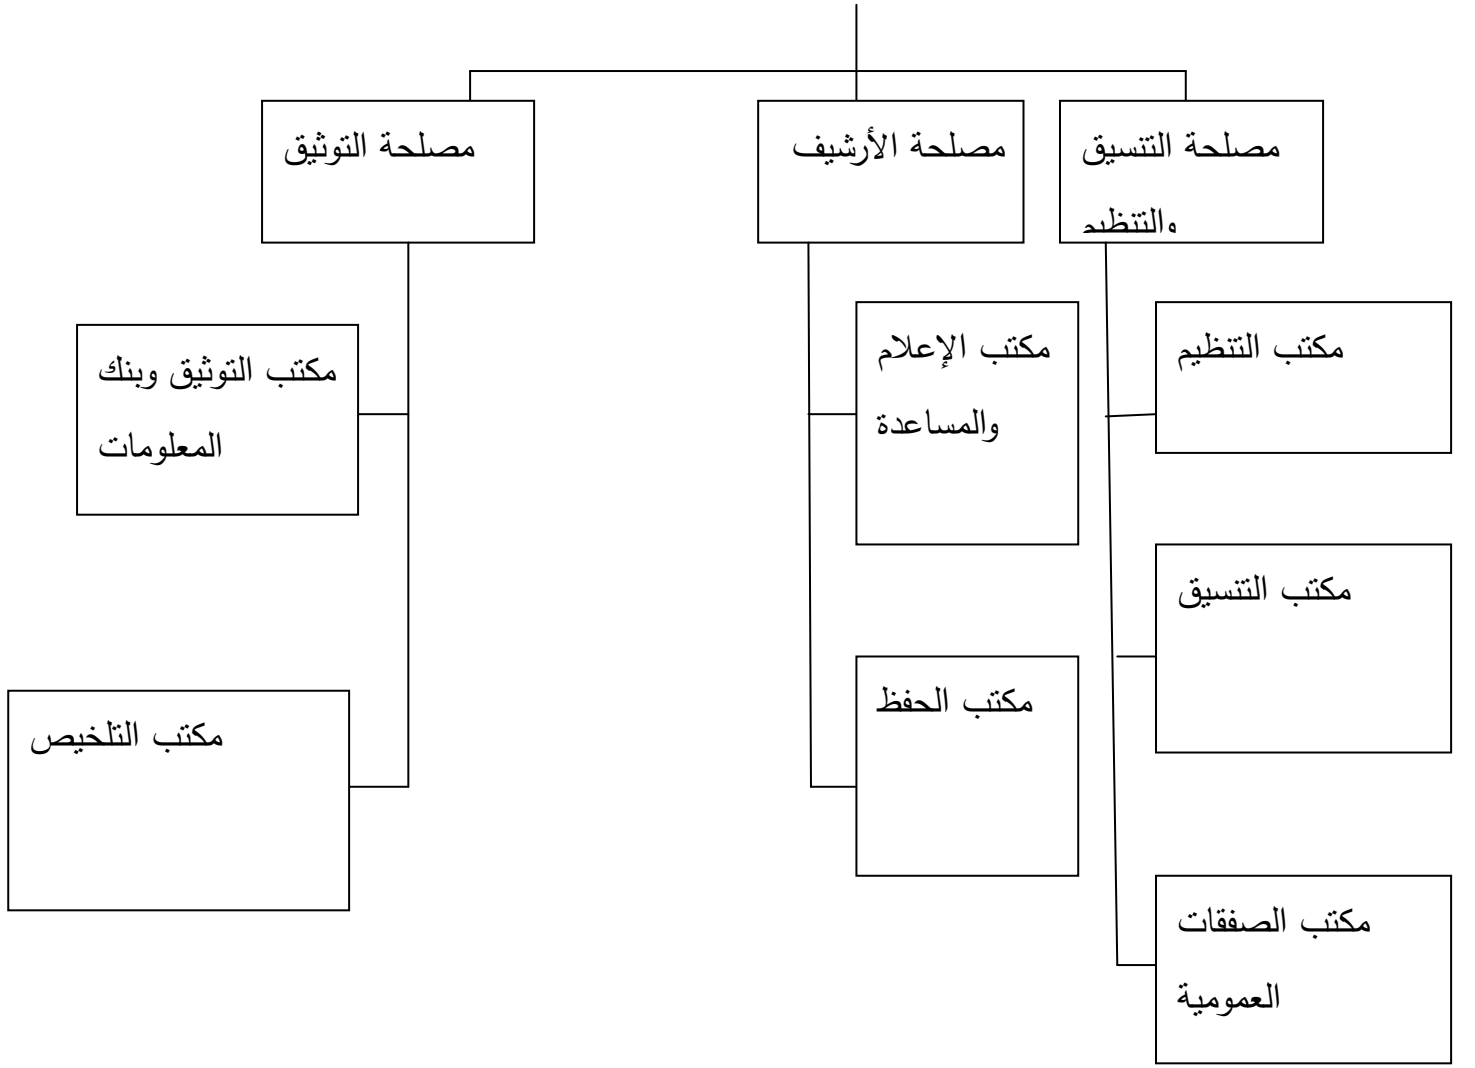 مصلحة التنسيق
والتنظيم
مصلحة الأرشيف
مصلحة التوثيق
مكتب التنظيم
مكتب التنسيق
مكتب الصفقات
العمومية
مكتب الإعلام
والمساعدة
مكتب الحفظ
مكتب التوثيق وبنك
المعلومات
مكتب التلخيص